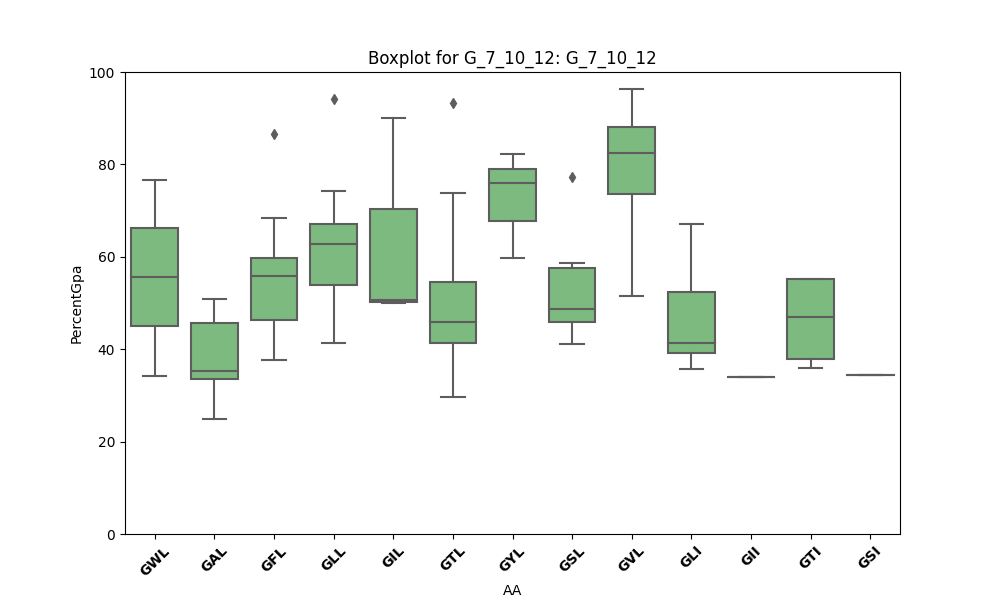 Boxplot for G_7_10_12: G_7_10_12
100
80
60
40
20
0
PercentGpa
GWL GAL GFL GLL GIL GTL GYL GSL GVL GLI GII GTI GSI
AA